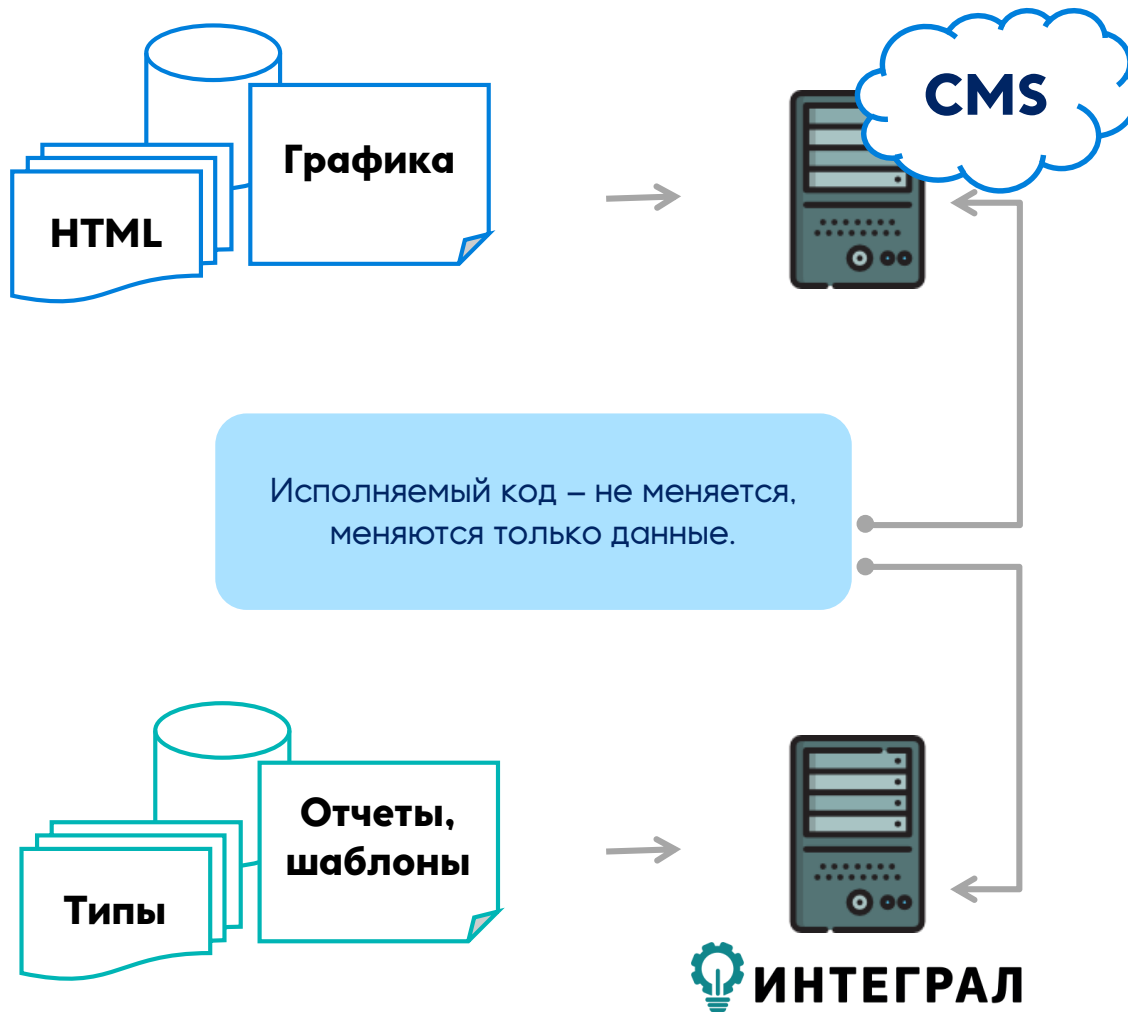 CMS
Графика
HTML
Исполняемый код – не меняется,
меняются только данные.
Отчеты,
шаблоны
Типы
ИНТЕГРАЛ